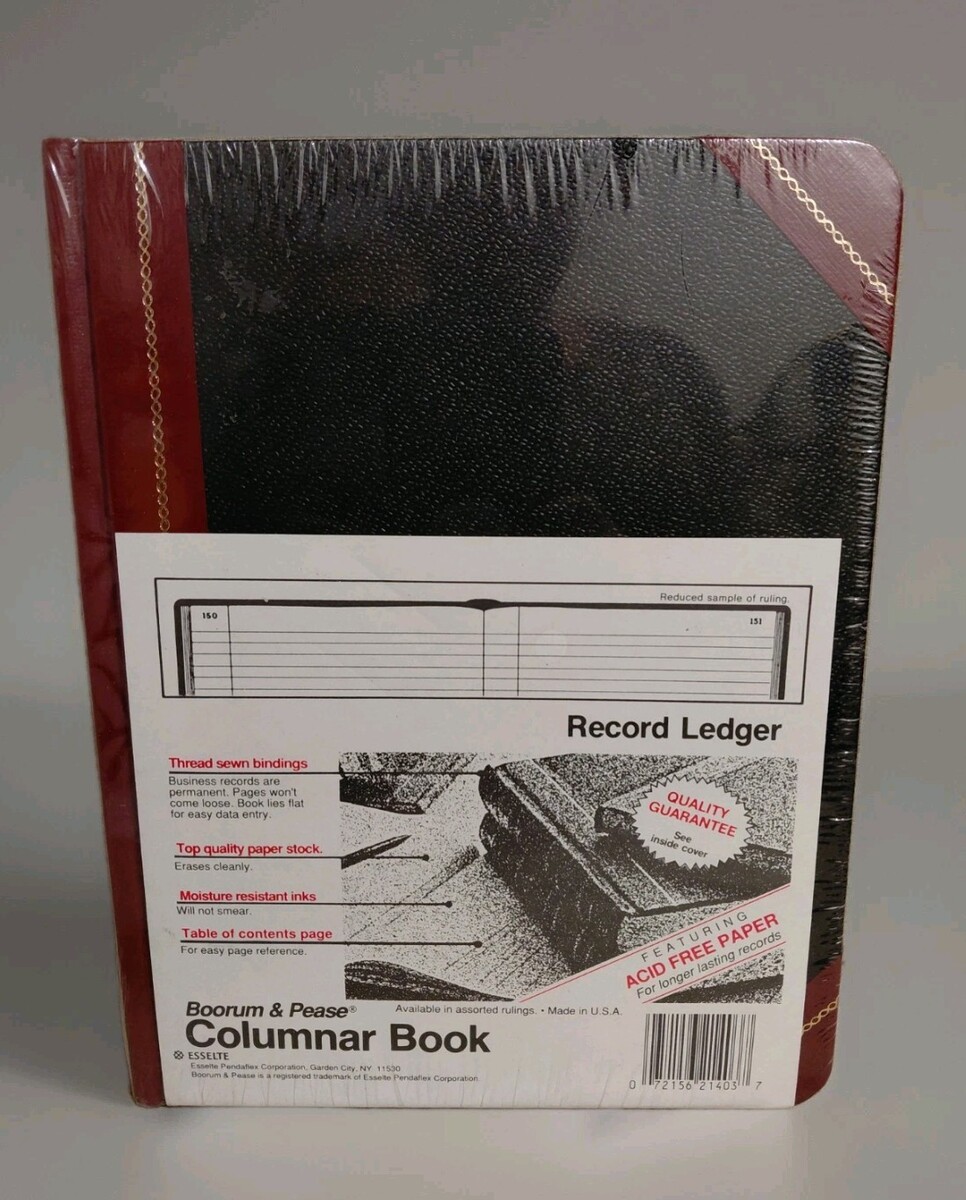 Reduced sample of ruling.
150
151
Record Ledger
Thread sewn bindings
Business records are
permanent. Pages won't
come loose. Book lies flat
for easy data entry.
Top quality paper stock.
Erases cleanly.
Moisture resistant inks
Will not smear.
Table of contents page
For easy page reference.
QUALITY
GUARANTEE
See
inside cover
FEATURING
ACID FREE PAPER
For longer lasting records
Boorum & Pease®
Available in assorted rulings. • Made in U.S.A.
Columnar Book
ESSELTE
Esselte Pendaflex Corporation, Garden City, NY 11530
Boorum & Pease is a registered trademark of Esselte Pendaflex Corporation.
0 72156 21403 7